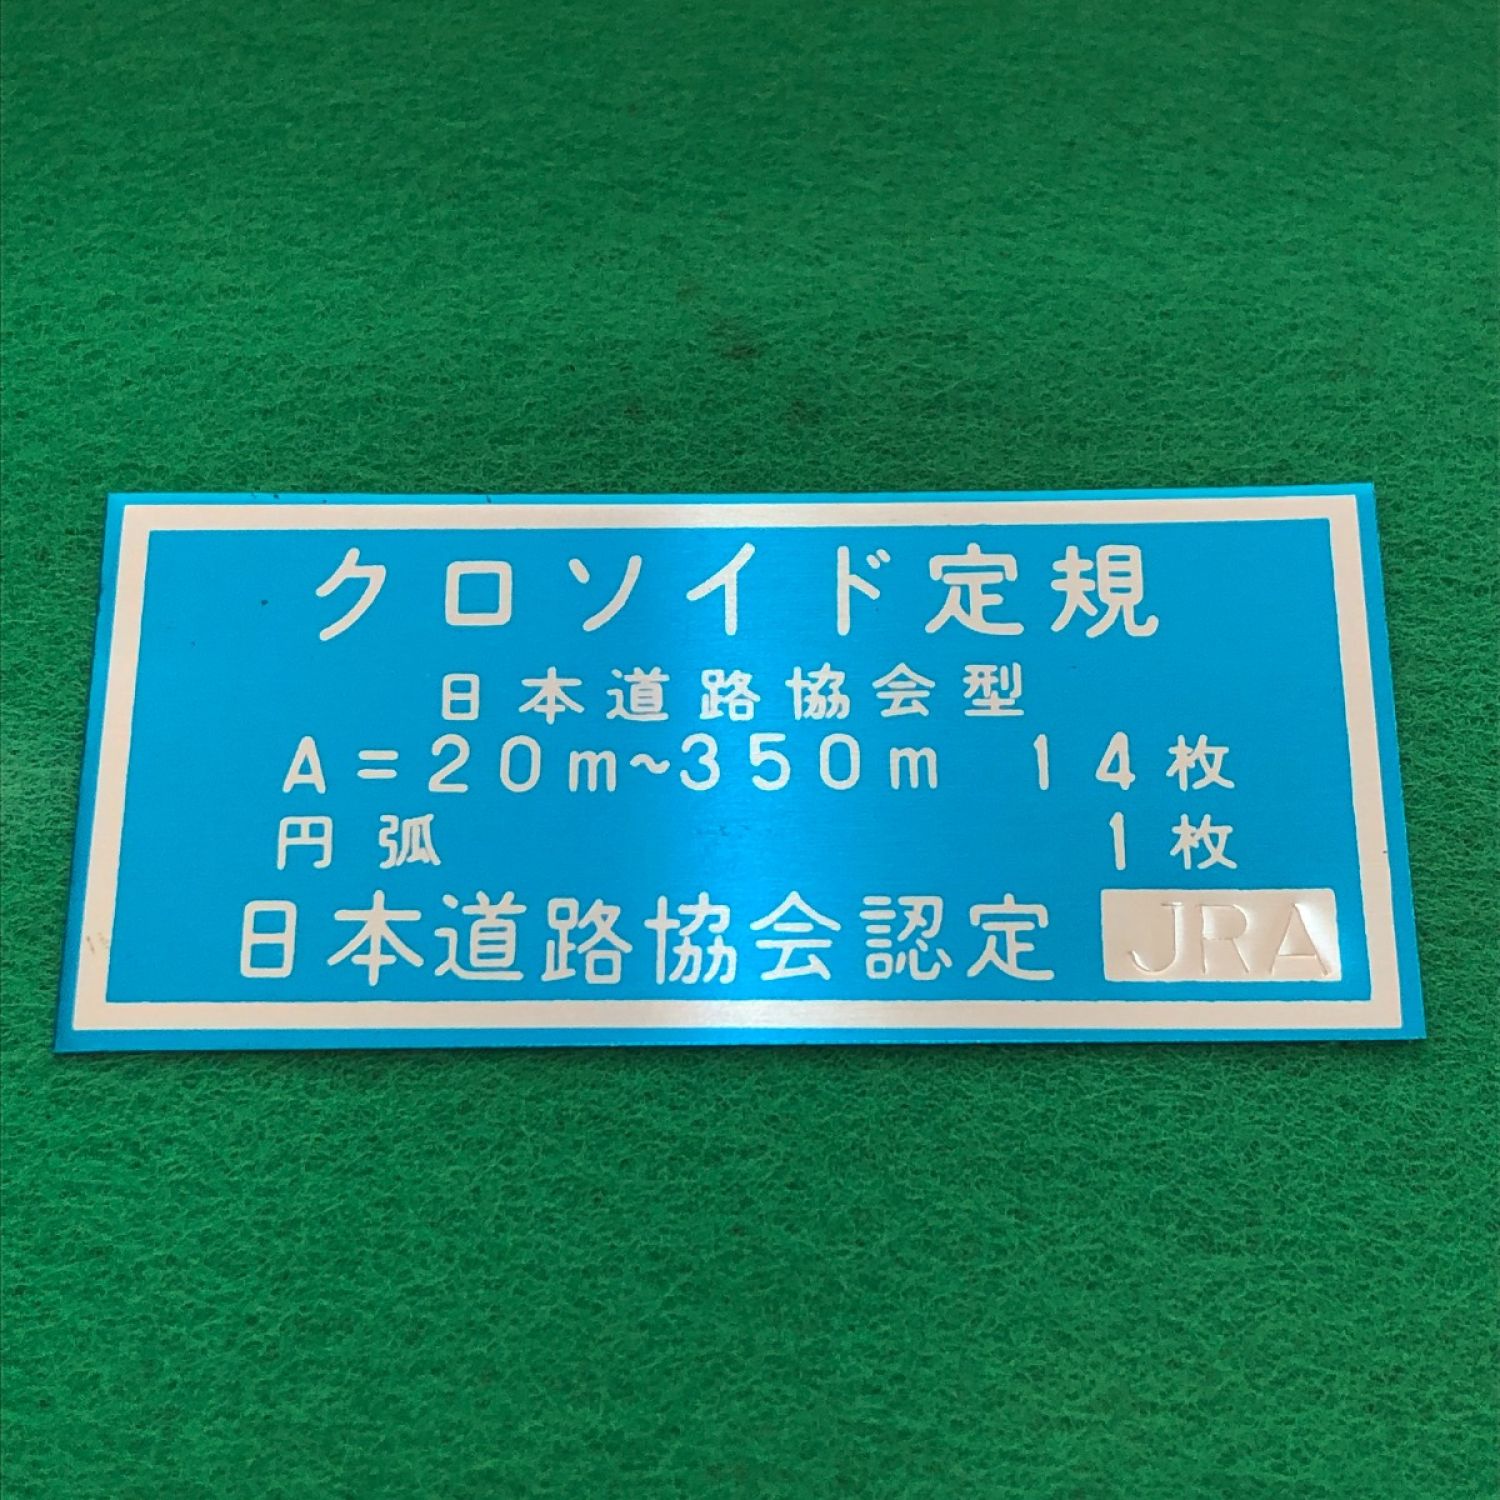 クロソイド定規
日本道路協会型
A=20m~350m 14枚
円弧 1枚
日本道路協会認定 JRA